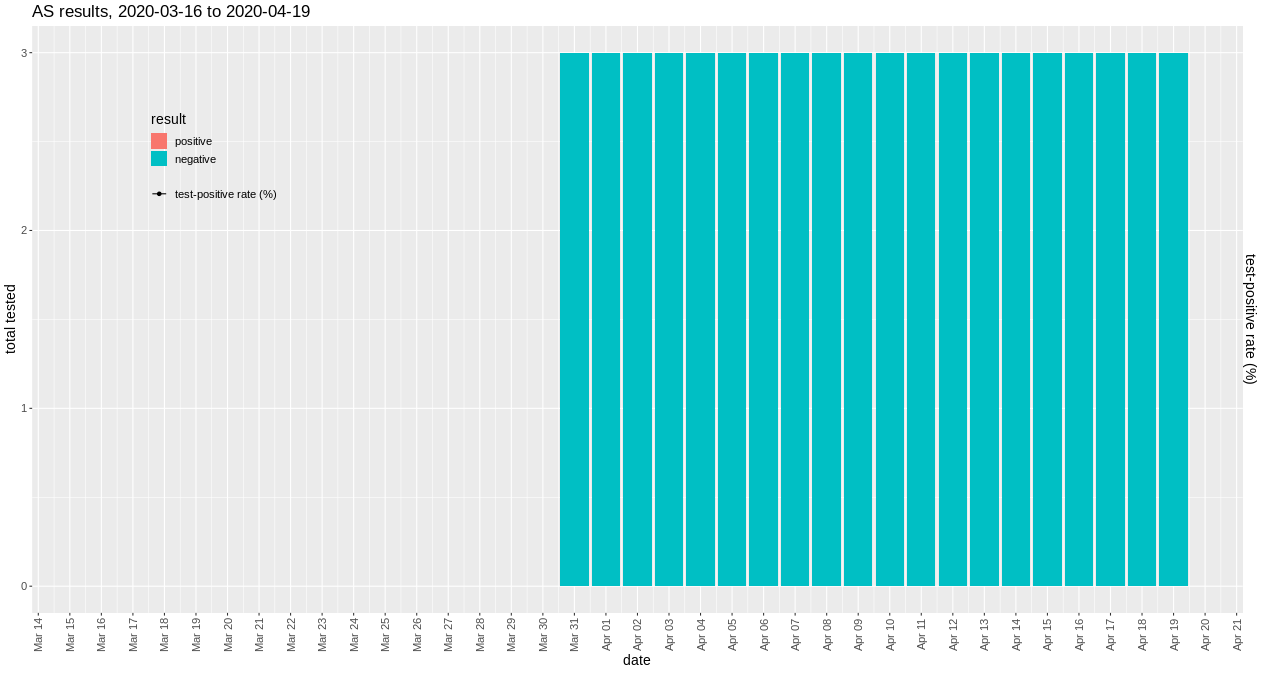 AS results, 2020-03-16 to 2020-04-19
3
2
1
0
total tested
result
positive
negative
test-positive rate (%)
test-positive rate (%)
Mar 14
Mar 15
Mar 16
Mar 17
Mar 18
Mar 19
Mar 20
Mar 21
Mar 22
Mar 23
Mar 24
Mar 25
Mar 26
Mar 27
Mar 28
Mar 29
Mar 30
Mar 31
Apr 01
Apr 02
Apr 03
Apr 04
Apr 05
Apr 06
Apr 07
Apr 08
Apr 09
Apr 10
Apr 11
Apr 12
Apr 13
Apr 14
Apr 15
Apr 16
Apr 17
Apr 18
Apr 19
Apr 20
Apr 21
date